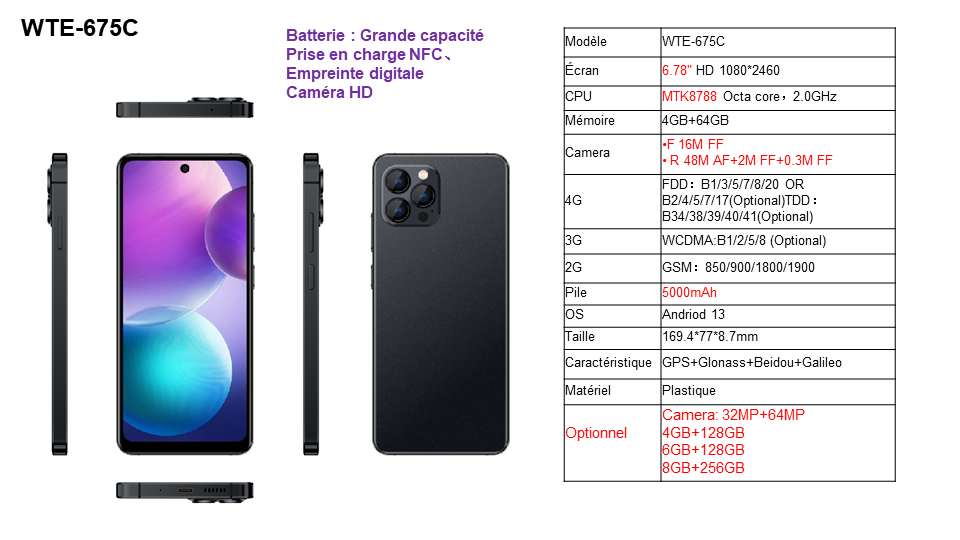 WTE-675C
Batterie : Grande capacité
Prise en charge NFC、
Empreinte digitale
Caméra HD
Modèle WTE-675C
Écran 6.78" HD 1080*2460
CPU MTK8788 Octa core，2.0GHz
Mémoire 4GB+64GB
Camera •F 16M FF
• R 48M AF+2M FF+0.3M FF
4G FDD：B1/3/5/7/8/20 OR
B2/4/5/7/17(Optional)TDD：
B34/38/39/40/41(Optional)
3G WCDMA:B1/2/5/8 (Optional)
2G GSM：850/900/1800/1900
Pile 5000mAh
OS Andriod 13
Taille 169.4*77*8.7mm
Caractéristique GPS+Glonass+Beidou+Galileo
Matériel Plastique
Optionnel Camera: 32MP+64MP
4GB+128GB
6GB+128GB
8GB+256GB